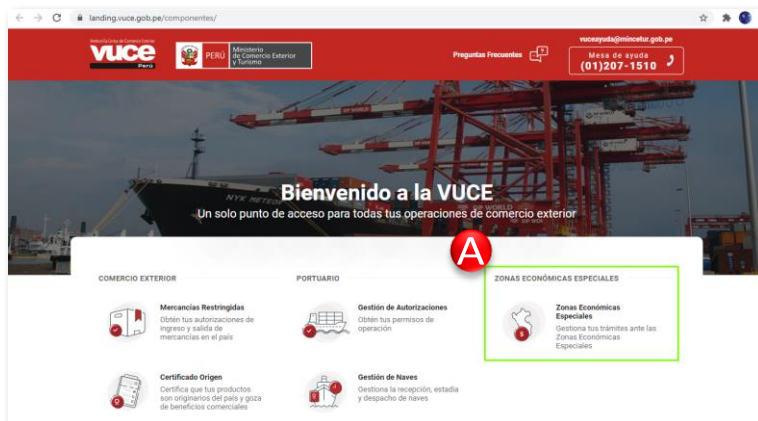 landing.vuce.gob.pe/componentes/
vuce
Perú
PERÚ
Ministerio
de Comercio Exterior
y Turismo
Preguntas Frecuentes
vuceayuda@mincetur.gob.pe
Mesa de ayuda
(01)207-1510
DP WORLD
NYK METEOR
Bienvenido a la VUCE
Un solo punto de acceso para todas tus operaciones de comercio exterior
A
COMERCIO EXTERIOR
Mercancías Restringidas
Obtén tus autorizaciones de
ingreso y salida de
mercancías en el país
Certificado Origen
Certifica que tus productos
son originarios del país y goza
de beneficios comerciales
PORTUARIO
Gestión de Autorizaciones
Obtén tus permisos de
operación
Gestión de Naves
Gestiona la recepción, estadía
y despacho de naves
ZONAS ECONÓMICAS ESPECIALES
Zonas Económicas
Especiales
Gestiona tus trámites ante las
Zonas Económicas
Especiales